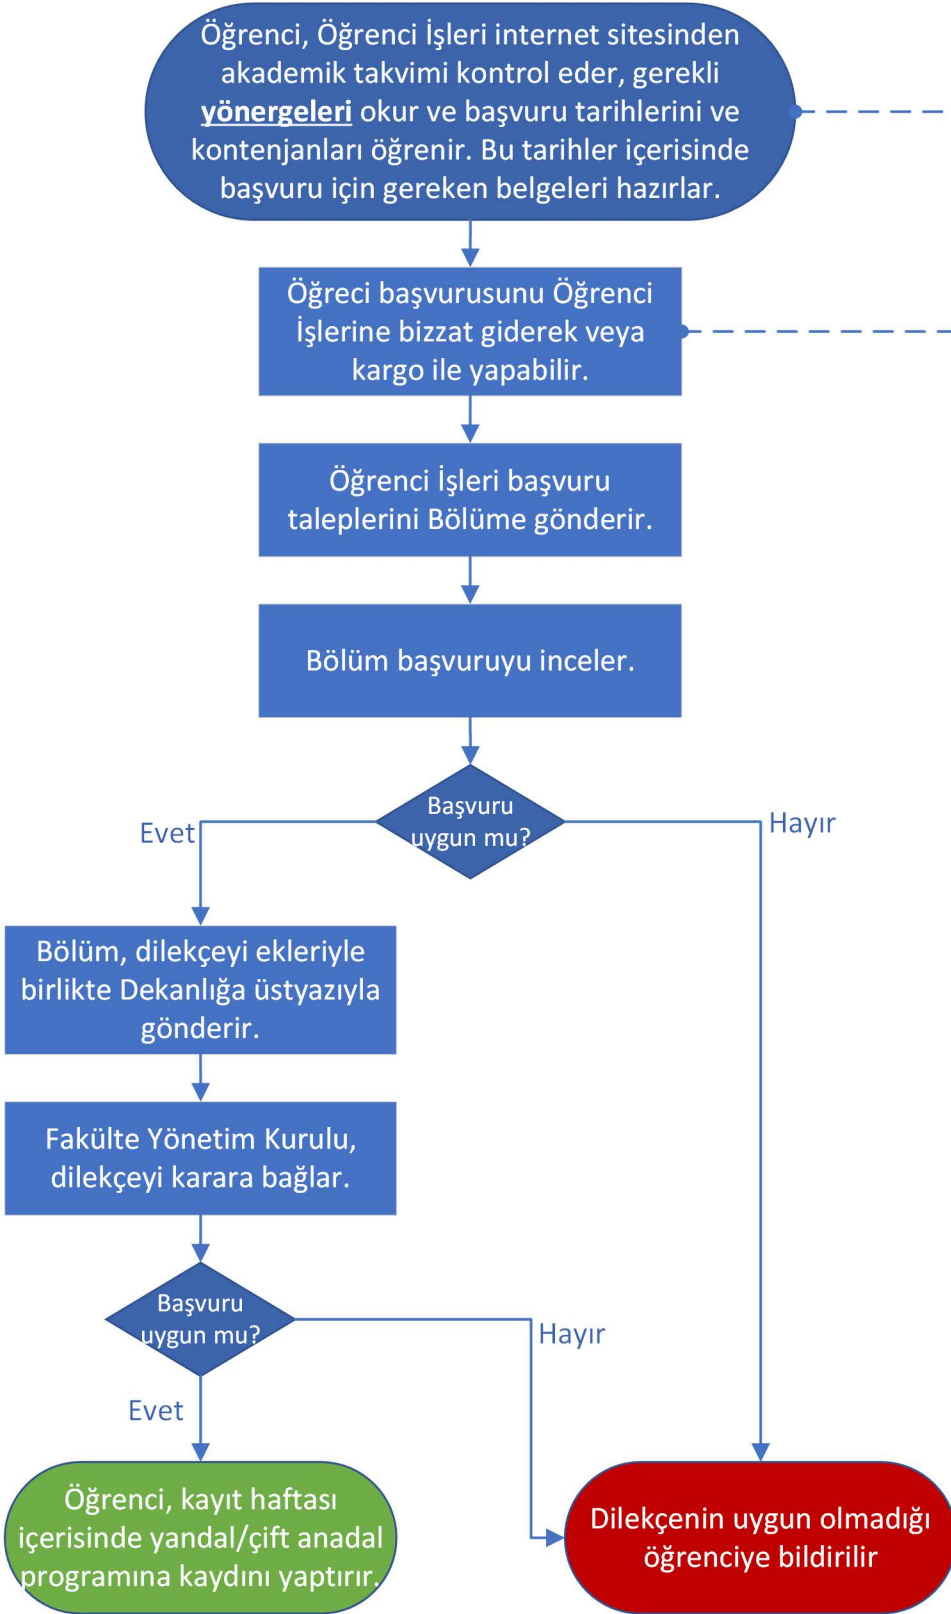 Öğrenci, Öğrenci İşleri internet sitesinden
akademik takvimi kontrol eder, gerekli
yönergeleri okur ve başvuru tarihlerini ve
kontenjanları öğrenir. Bu tarihler içerisinde
başvuru için gereken belgeleri hazırlar.
Öğreci başvurusunu Öğrenci
İşlerine bizzat giderek veya
kargo ile yapabilir.
Öğrenci İşleri başvuru
taleplerini Bölüme gönderir.
Bölüm başvuruyu inceler.
Başvuru
uygun mu?
Evet
Hayır
Bölüm, dilekçeyi ekleriyle
birlikte Dekanlığa üstyazıyla
gönderir.
Fakülte Yönetim Kurulu,
dilekçeyi karara bağlar.
Başvuru
uygun mu?
Hayır
Evet
Öğrenci, kayıt haftası
içerisinde yandal/çift anadal
programına kaydını yaptırır.
Dilekçenin uygun olmadığı
öğrenciye bildirilir